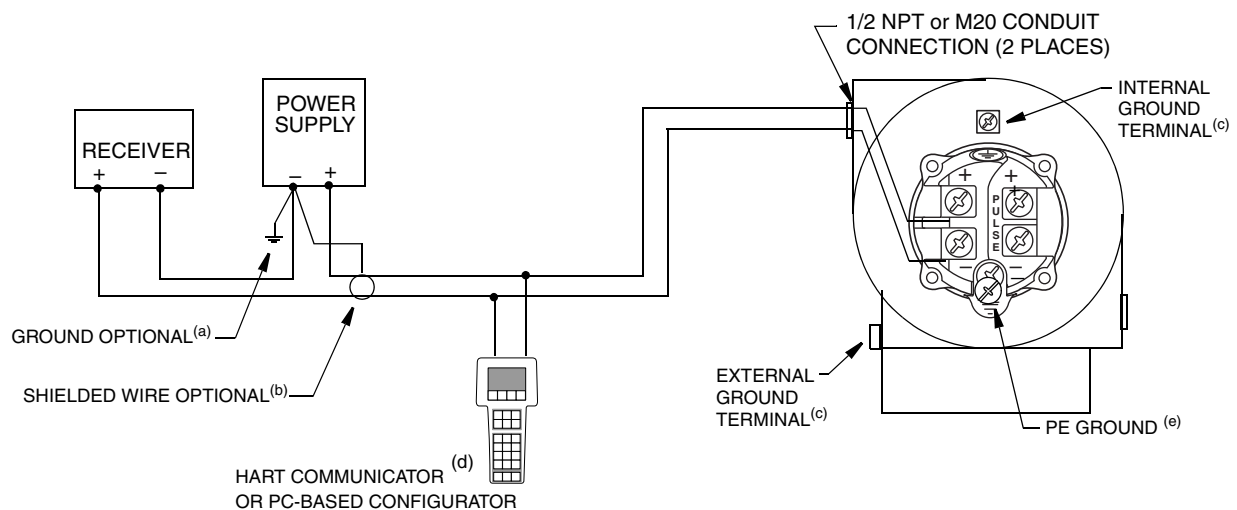 1/2 NPT or M20 CONDUIT
CONNECTION (2 PLACES)
POWER
SUPPLY
− +
RECEIVER
+ −
INTERNAL
GROUND
TERMINAL(c)
+ +
+
PULSE
− −
GROUND OPTIONAL(a)
SHIELDED WIRE OPTIONAL(b)
EXTERNAL
GROUND
TERMINAL(c)
PE GROUND (e)
HART COMMUNICATOR (d)
OR PC-BASED CONFIGURATOR